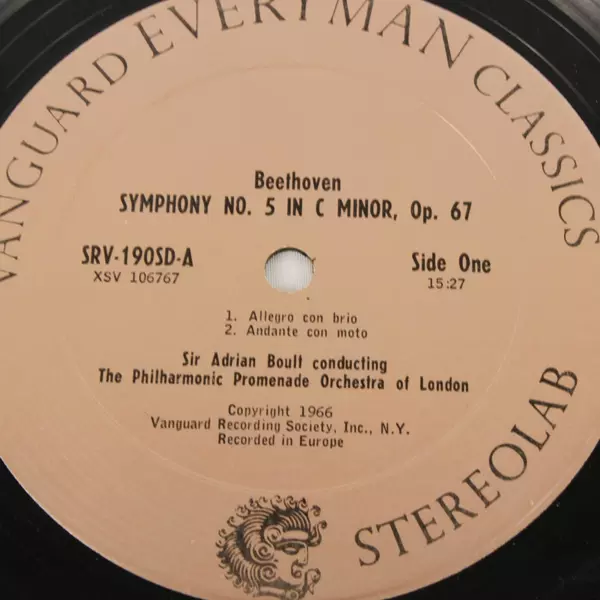 VANGUARD EVERYMAN CLASSICS
Beethoven
SYMPHONY NO. 5 IN C MINOR, Op. 67
SRV-190SD-A
XSV 106767
Side One
15:27
1. Allegro con brio
2. Andante con moto
Sir Adrian Boult conducting
The Philharmonic Promenade Orchestra of London
Copyright 1966
Vanguard Recording Society, Inc., N.Y.
Recorded in Europe
STEREOLAB